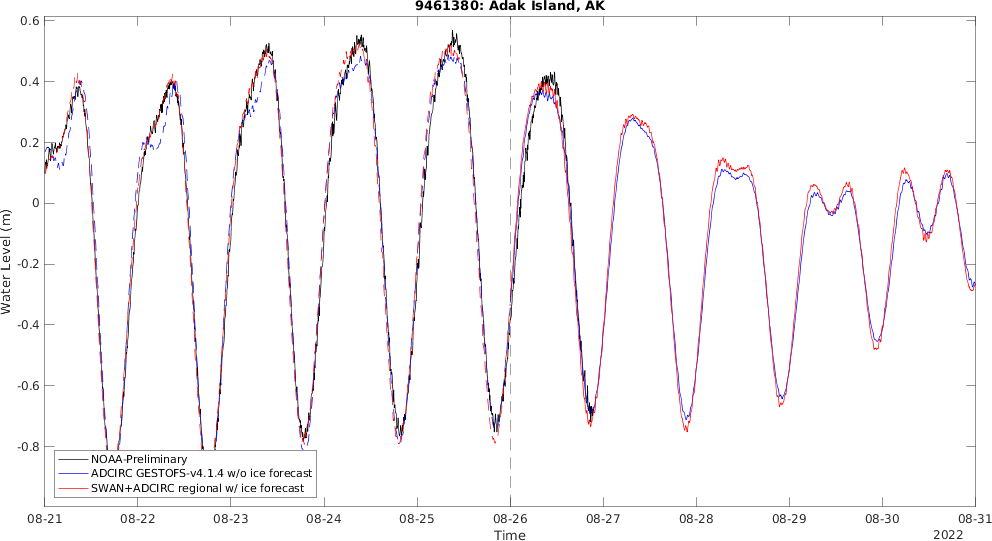 9461380: Adak Island, AK
0.6
0.4
0.2
0
-0.2
-0.4
-0.6
-0.8
Water Level (m)
NOAA-Preliminary
ADCIRC GESTOFS-v4.1.4 w/o ice forecast
SWAN+ADCIRC regional w/ ice forecast
08-21 08-22 08-23 08-24 08-25 08-26 08-27 08-28 08-29 08-30 08-31
Time
2022